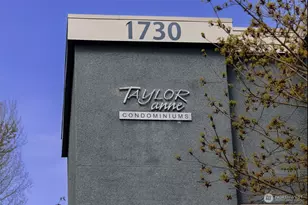 1730
TAYLOR
anne
CONDOMINIUMS